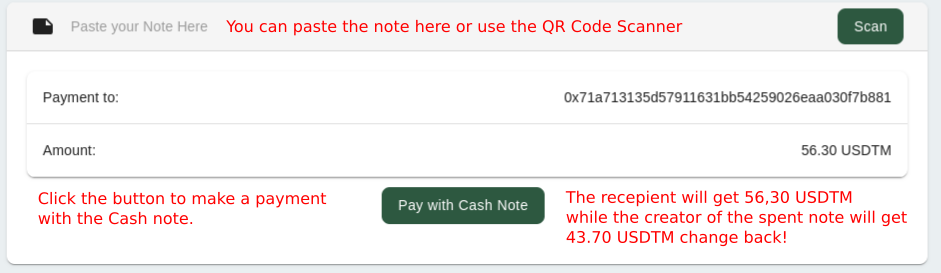 Paste your Note Here You can paste the note here or use the QR Code Scanner Scan
Payment to: 0x71a713135d57911631bb54259026eaa030f7b881
Amount: 56.30 USDTM
Click the button to make a payment
with the Cash note.
Pay with Cash Note
The recepient will get 56,30 USDTM
while the creator of the spent note will get
43.70 USDTM change back!